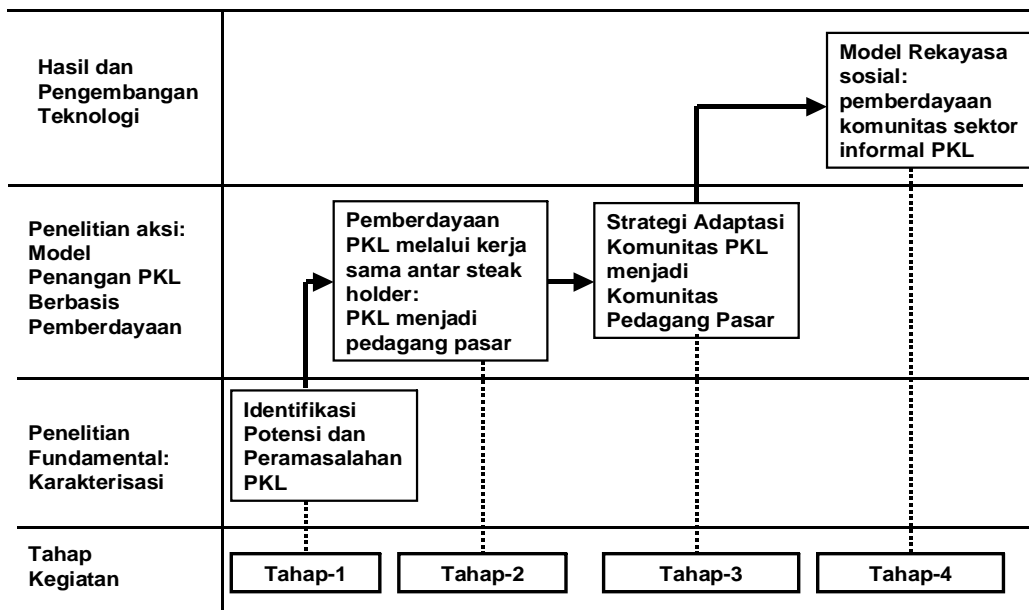 Hasil dan
Pengembangan
Teknologi
Model Rekayasa
sosial:
pemberdayaan
komunitas sektor
informal PKL
Penelitian aksi:
Model
Penangan PKL
Berbasis
Pemberdayaan
Pemberdayaan
PKL melalui kerja
sama antar steak
holder:
PKL menjadi
pedagang pasar
Strategi Adaptasi
Komunitas PKL
menjadi
Komunitas
Pedagang Pasar
Penelitian
Fundamental:
Karakterisasi
Identifikasi
Potensi dan
Peramasalahan
PKL
Tahap
Kegiatan
Tahap-1
Tahap-2
Tahap-3
Tahap-4